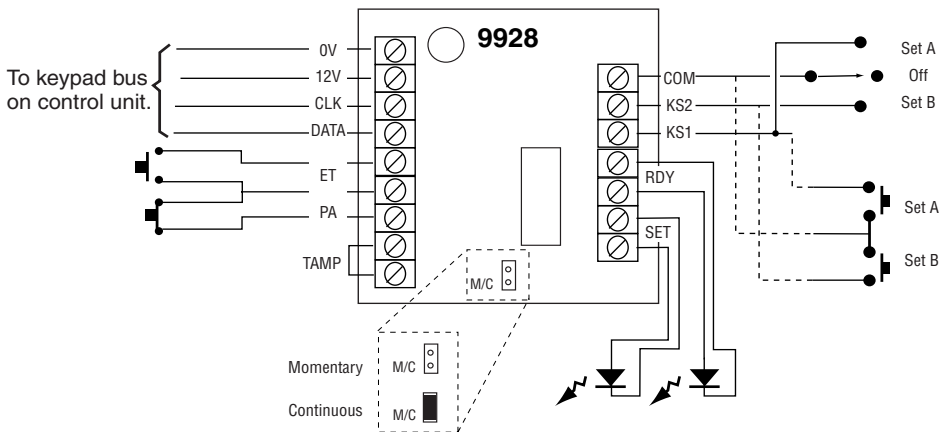 9928
To keypad bus
on control unit.
0V
12V
CLK
DATA
ET
PA
TAMP
COM
KS2
KS1
RDY
SET
Set A
Off
Set B
Set A
Set B
M/C
Momentary
M/C
Continuous
M/C